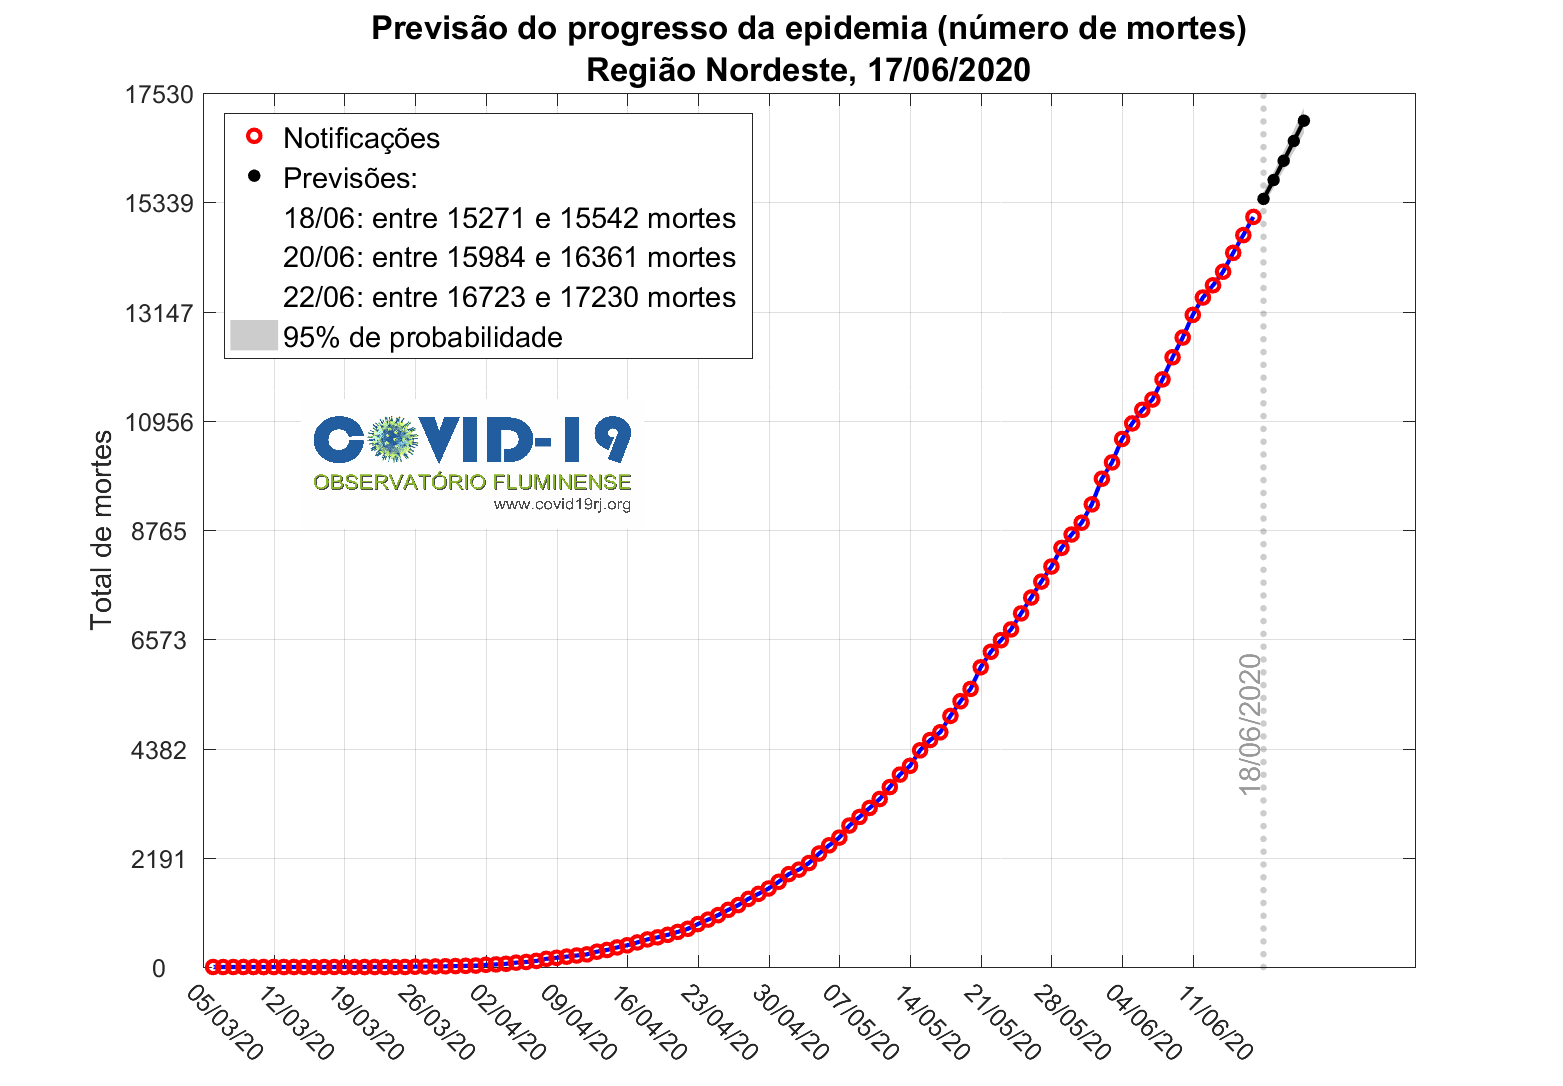 Previsão do progresso da epidemia (número de mortes)
Região Nordeste, 17/06/2020
17530
15339
13147
10956
8765
6573
4382
2191
0
Total de mortes
Notificações
Previsões:
18/06: entre 15271 e 15542 mortes
20/06: entre 15984 e 16361 mortes
22/06: entre 16723 e 17230 mortes
95% de probabilidade
COVID-19
OBSERVATÓRIO FLUMINENSE
www.covid19rj.org
18/06/2020
05/03/20
12/03/20
19/03/20
26/03/20
02/04/20
09/04/20
16/04/20
23/04/20
30/04/20
07/05/20
14/05/20
21/05/20
28/05/20
04/06/20
11/06/20